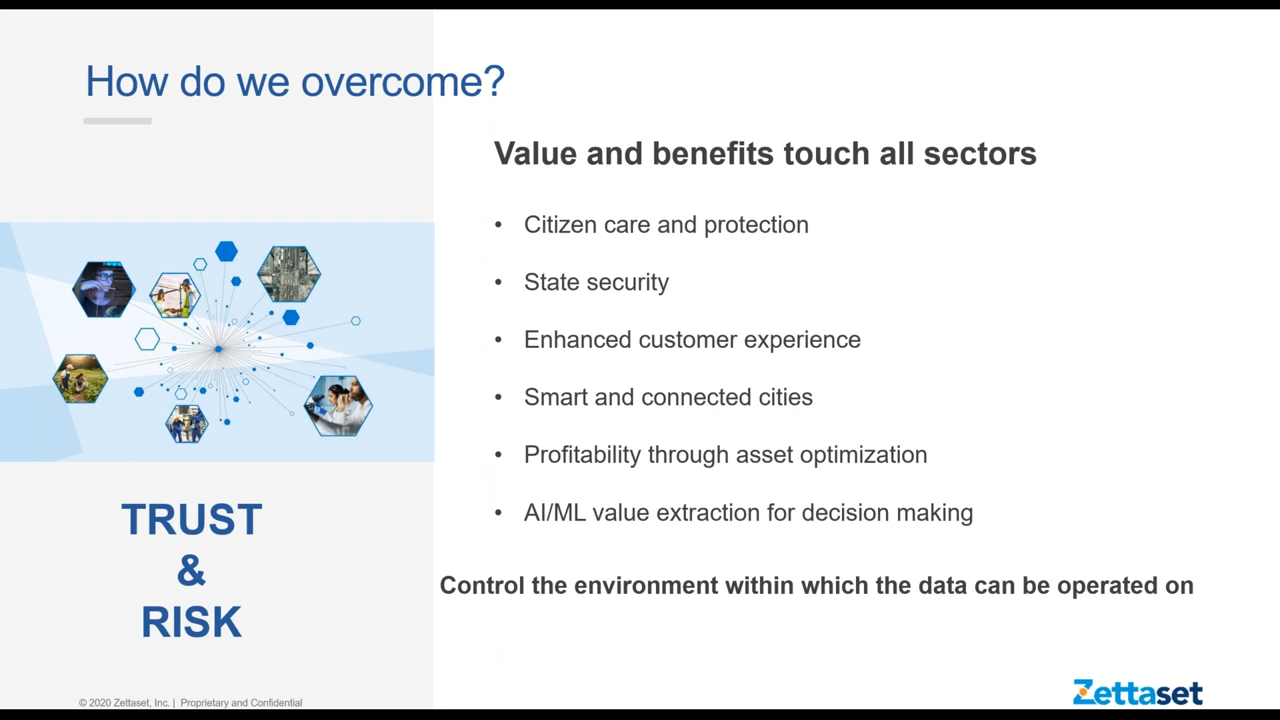 How do we overcome?
Value and benefits touch all sectors
• Citizen care and protection
• State security
• Enhanced customer experience
• Smart and connected cities
• Profitability through asset optimization
• AI/ML value extraction for decision making
TRUST
&
RISK
Control the environment within which the data can be operated on
© 2020 Zettaset, Inc. | Proprietary and Confidential
Zettaset